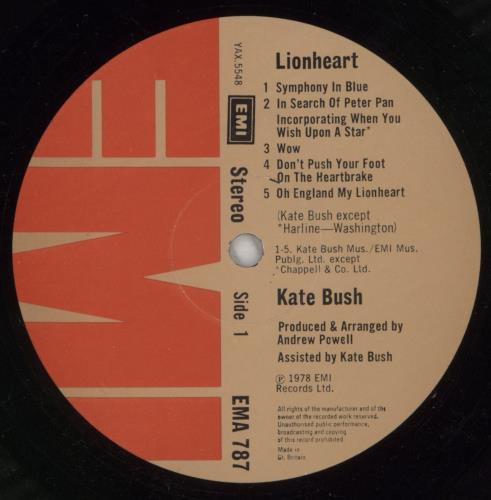 EMI
YAX.5548
EMI
Stereo
Side 1
EMA 787
Lionheart
1 Symphony In Blue
2 In Search Of Peter Pan
Incorporating When You
Wish Upon A Star*
3 Wow
4 Don't Push Your Foot
On The Heartbrake
5 Oh England My Lionheart
(Kate Bush except
*Harline—Washington)
1-5. Kate Bush Mus./EMI Mus.
Publg. Ltd. except
*Chappell & Co. Ltd.
Kate Bush
Produced & Arranged by
Andrew Powell
Assisted by Kate Bush
℗ 1978 EMI
Records Ltd.
All rights of the manufacturer and of the
owner of the recorded work reserved.
Unauthorised public performance,
broadcasting and copying
of this record prohibited
Made in
Gt. Britain.